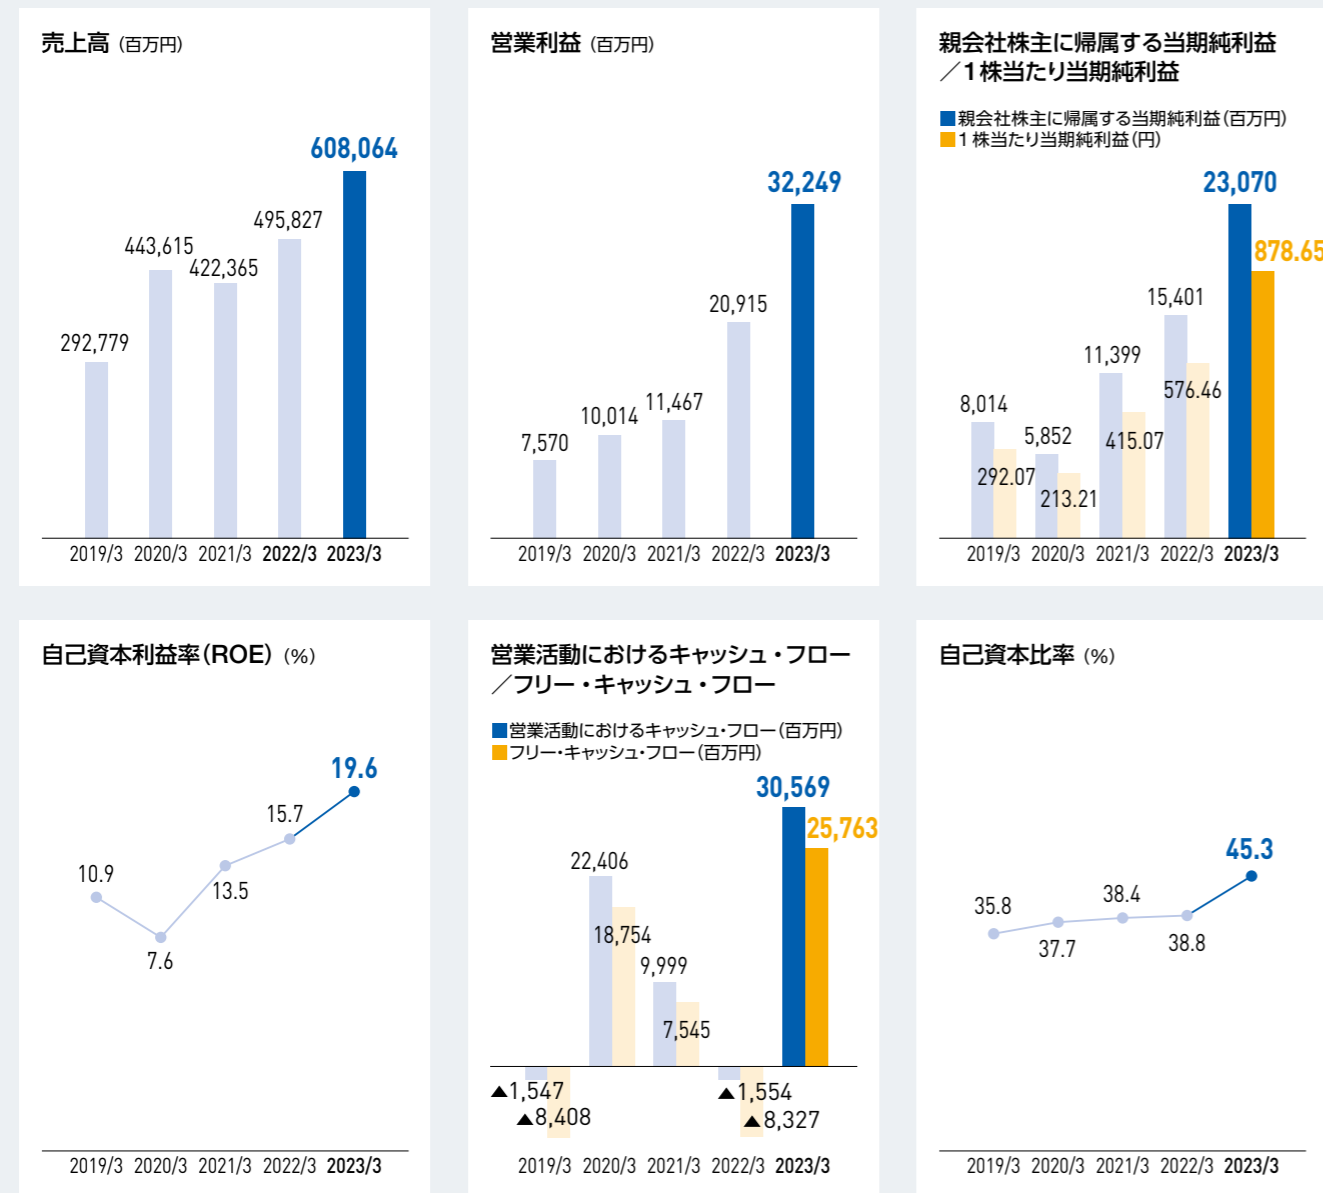 売上高 (百万円)
608,064
495,827
443,615
422,365
292,779
2019/3 2020/3 2021/3 2022/3 2023/3
営業利益 (百万円)
32,249
20,915
11,467
10,014
7,570
2019/3 2020/3 2021/3 2022/3 2023/3
親会社株主に帰属する当期純利益
／1株当たり当期純利益
■親会社株主に帰属する当期純利益(百万円)
■1株当たり当期純利益(円)
23,070
878.65
15,401
11,399
576.46
8,014
5,852
415.07
292.07
213.21
2019/3 2020/3 2021/3 2022/3 2023/3
自己資本利益率(ROE) (%)
19.6
15.7
10.9
13.5
7.6
2019/3 2020/3 2021/3 2022/3 2023/3
営業活動におけるキャッシュ・フロー
／フリー・キャッシュ・フロー
■営業活動におけるキャッシュ・フロー(百万円)
■フリー・キャッシュ・フロー(百万円)
30,569
25,763
22,406
18,754
9,999
7,545
▲1,547 ▲1,554
▲8,408 ▲8,327
2019/3 2020/3 2021/3 2022/3 2023/3
自己資本比率 (%)
45.3
38.4
35.8
38.8
37.7
2019/3 2020/3 2021/3 2022/3 2023/3